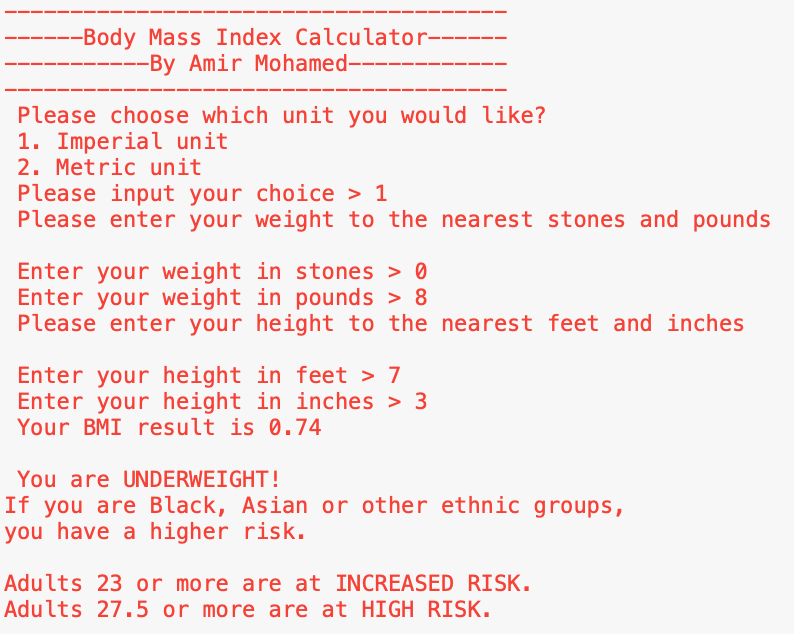 --------------------------------------
------Body Mass Index Calculator------
-----------By Amir Mohamed------------
--------------------------------------
Please choose which unit you would like?
1. Imperial unit
2. Metric unit
Please input your choice > 1
Please enter your weight to the nearest stones and pounds
Enter your weight in stones > 0
Enter your weight in pounds > 8
Please enter your height to the nearest feet and inches
Enter your height in feet > 7
Enter your height in inches > 3
Your BMI result is 0.74
You are UNDERWEIGHT!
If you are Black, Asian or other ethnic groups,
you have a higher risk.
Adults 23 or more are at INCREASED RISK.
Adults 27.5 or more are at HIGH RISK.